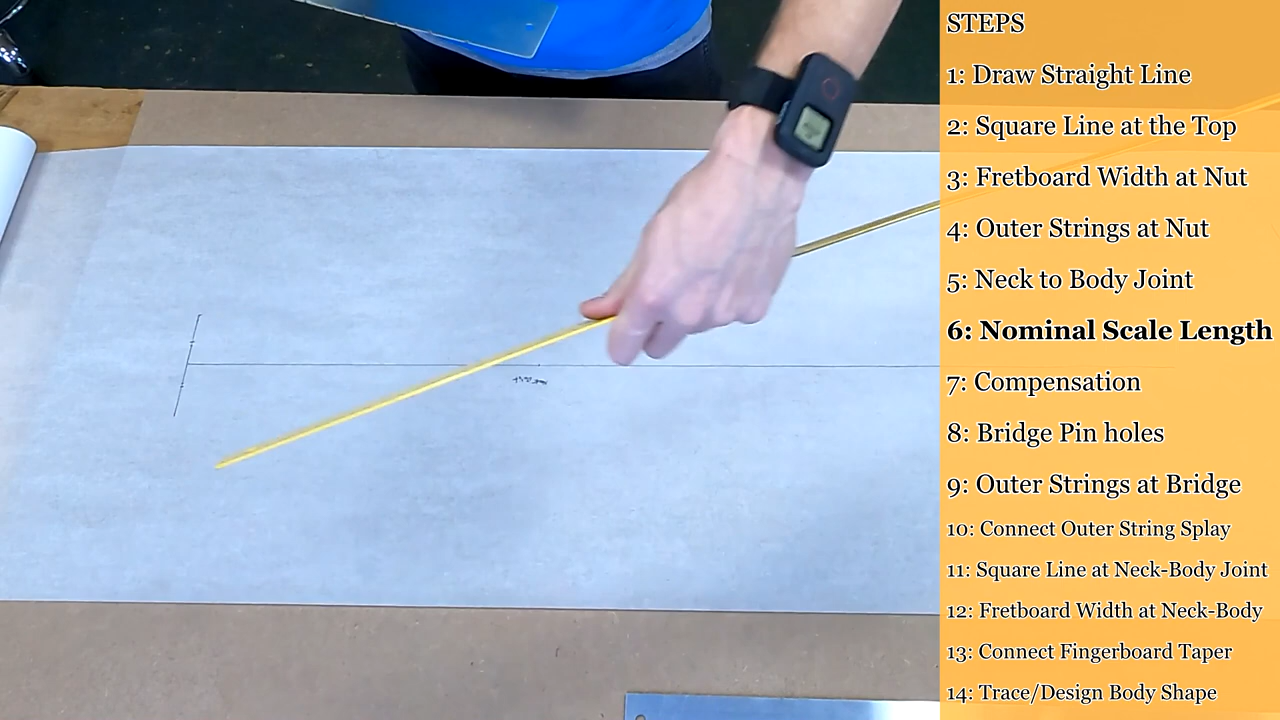 STEPS
1: Draw Straight Line
2: Square Line at the Top
3: Fretboard Width at Nut
4: Outer Strings at Nut
5: Neck to Body Joint
6: Nominal Scale Length
7: Compensation
8: Bridge Pin holes
9: Outer Strings at Bridge
10: Connect Outer String Splay
11: Square Line at Neck-Body Joint
12: Fretboard Width at Neck-Body
13: Connect Fingerboard Taper
14: Trace/Design Body Shape